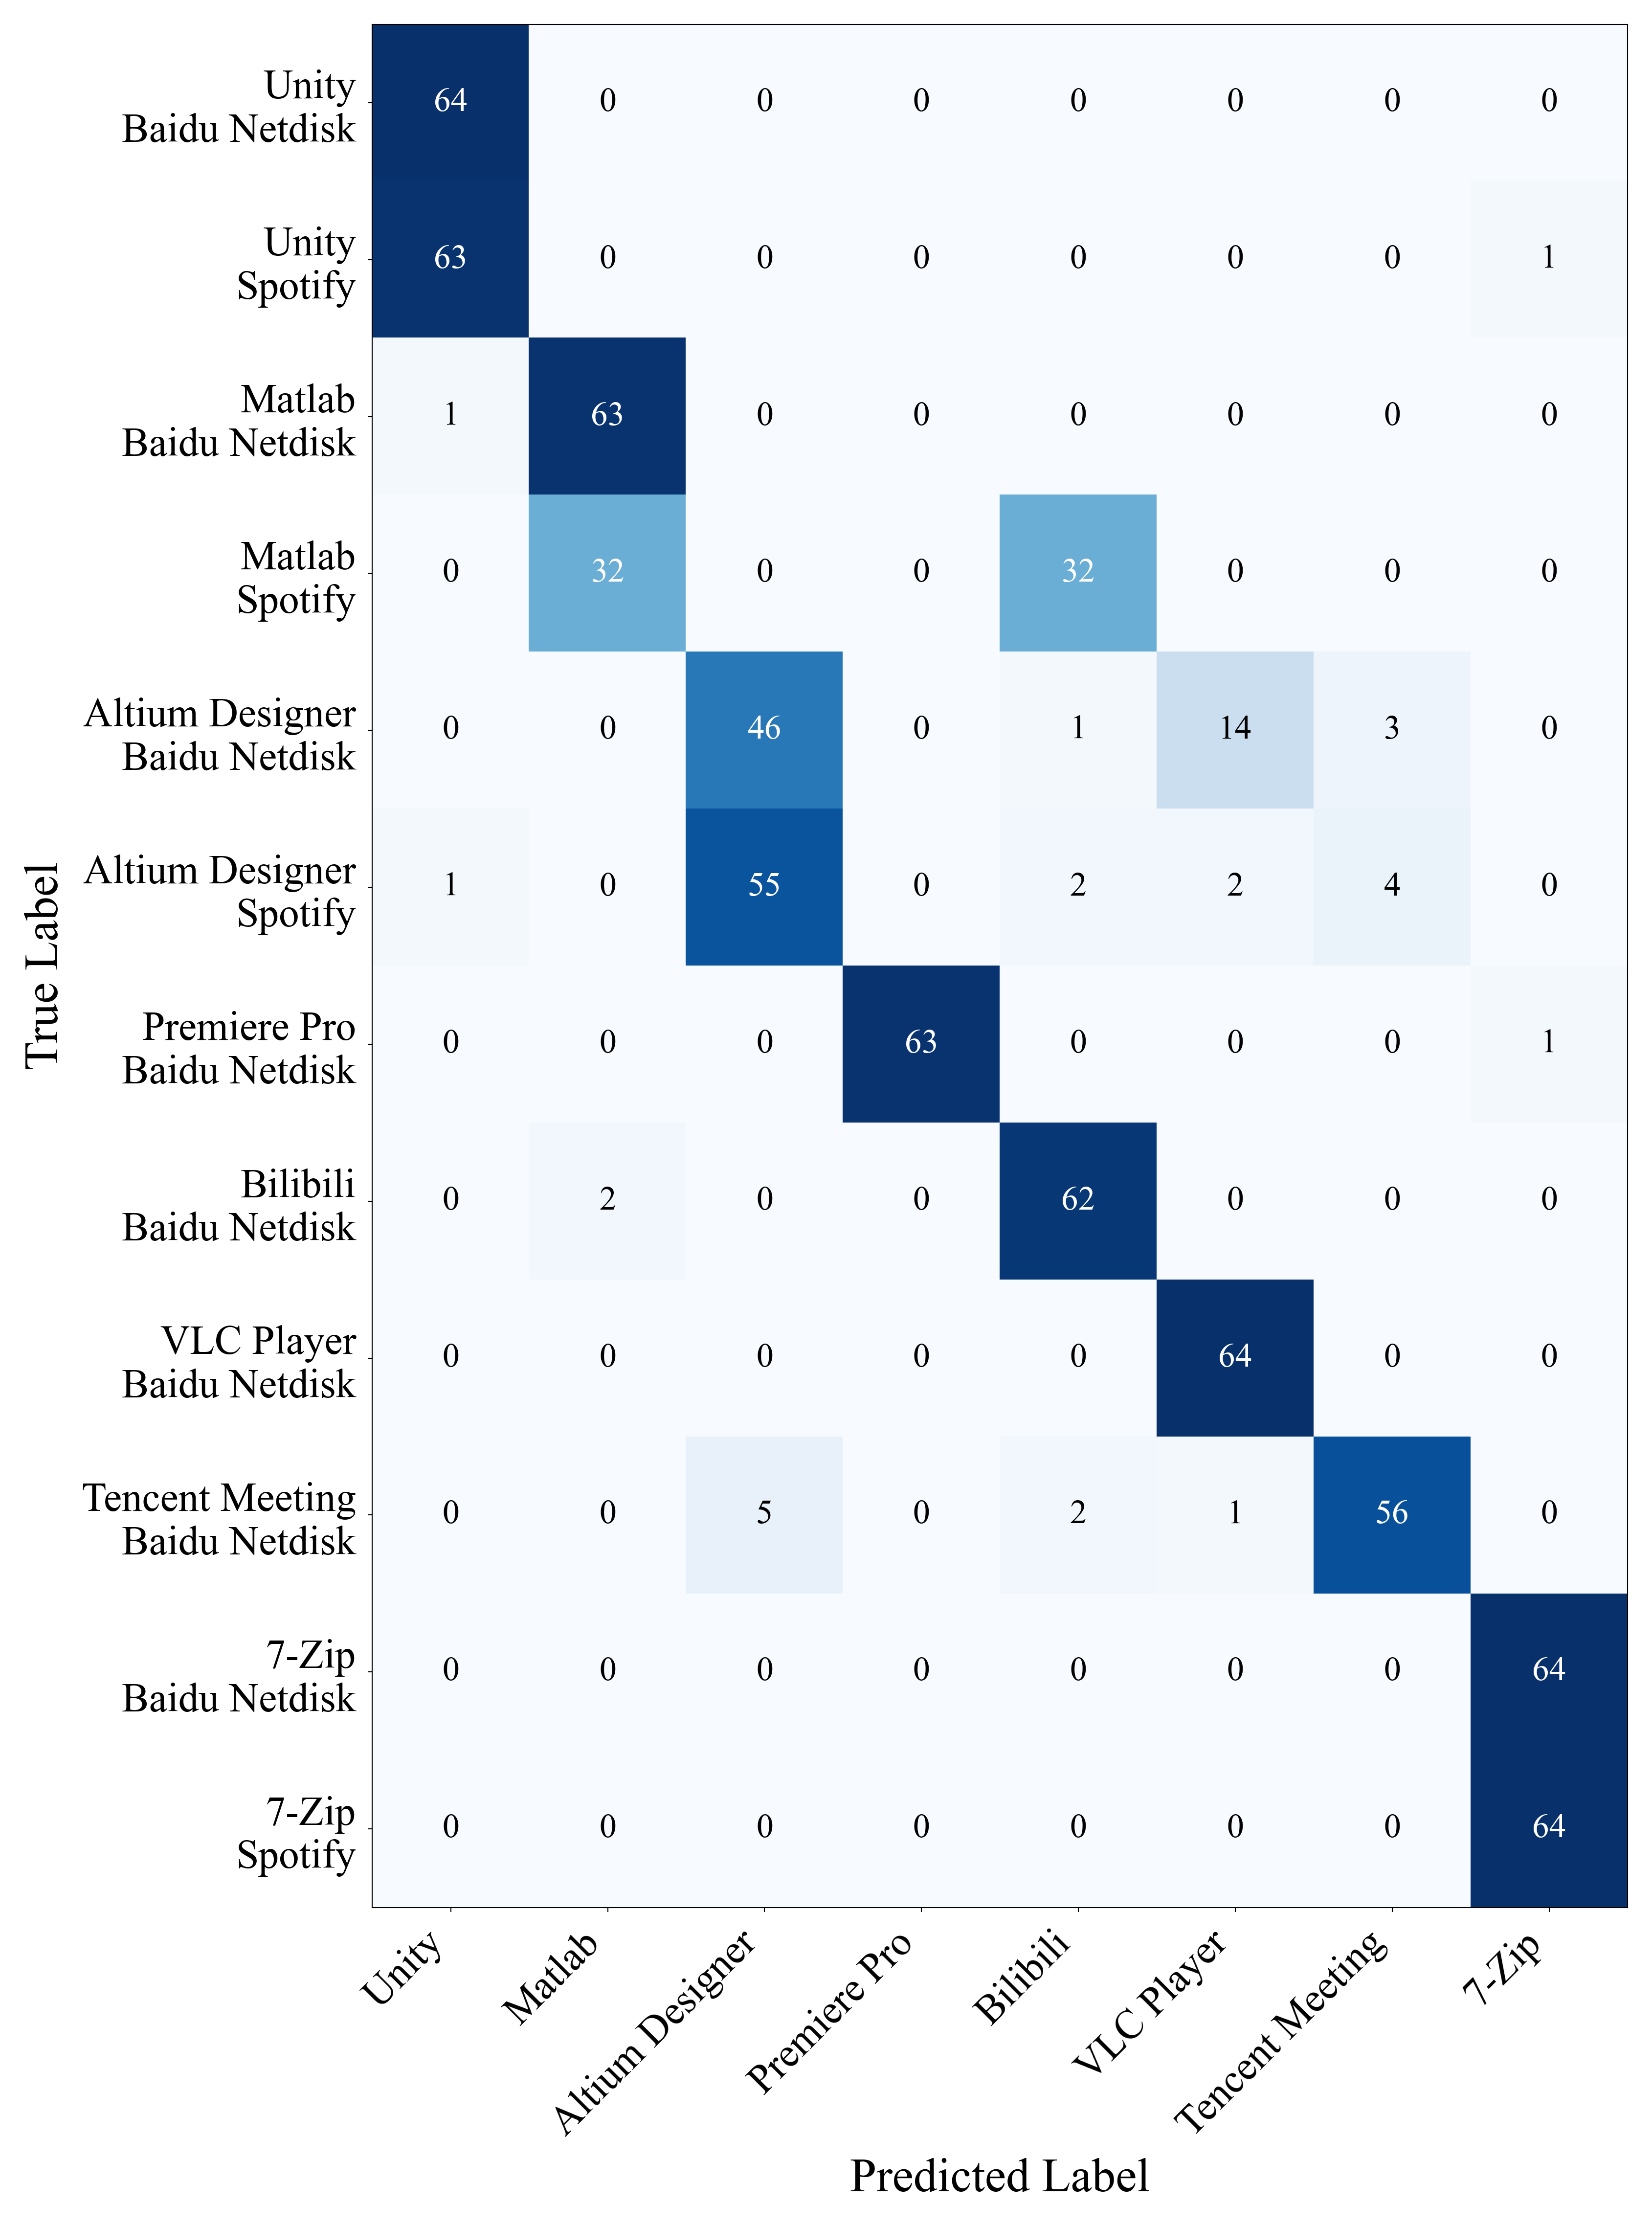 Unity
Baidu Netdisk
64 0 0 0 0 0 0 0
Unity
Spotify
63 0 0 0 0 0 0 1
Matlab
Baidu Netdisk
1 63 0 0 0 0 0 0
Matlab
Spotify
0 32 0 0 32 0 0 0
Altium Designer
Baidu Netdisk
0 0 46 0 1 14 3 0
Altium Designer
Spotify
1 0 55 0 2 2 4 0
Premiere Pro
Baidu Netdisk
0 0 0 63 0 0 0 1
Bilibili
Baidu Netdisk
0 2 0 0 62 0 0 0
VLC Player
Baidu Netdisk
0 0 0 0 0 64 0 0
Tencent Meeting
Baidu Netdisk
0 0 5 0 2 1 56 0
7-Zip
Baidu Netdisk
0 0 0 0 0 0 0 64
7-Zip
Spotify
0 0 0 0 0 0 0 64
True Label
Unity
Matlab
Altium Designer
Premiere Pro
Bilibili
VLC Player
Tencent Meeting
7-Zip
Predicted Label